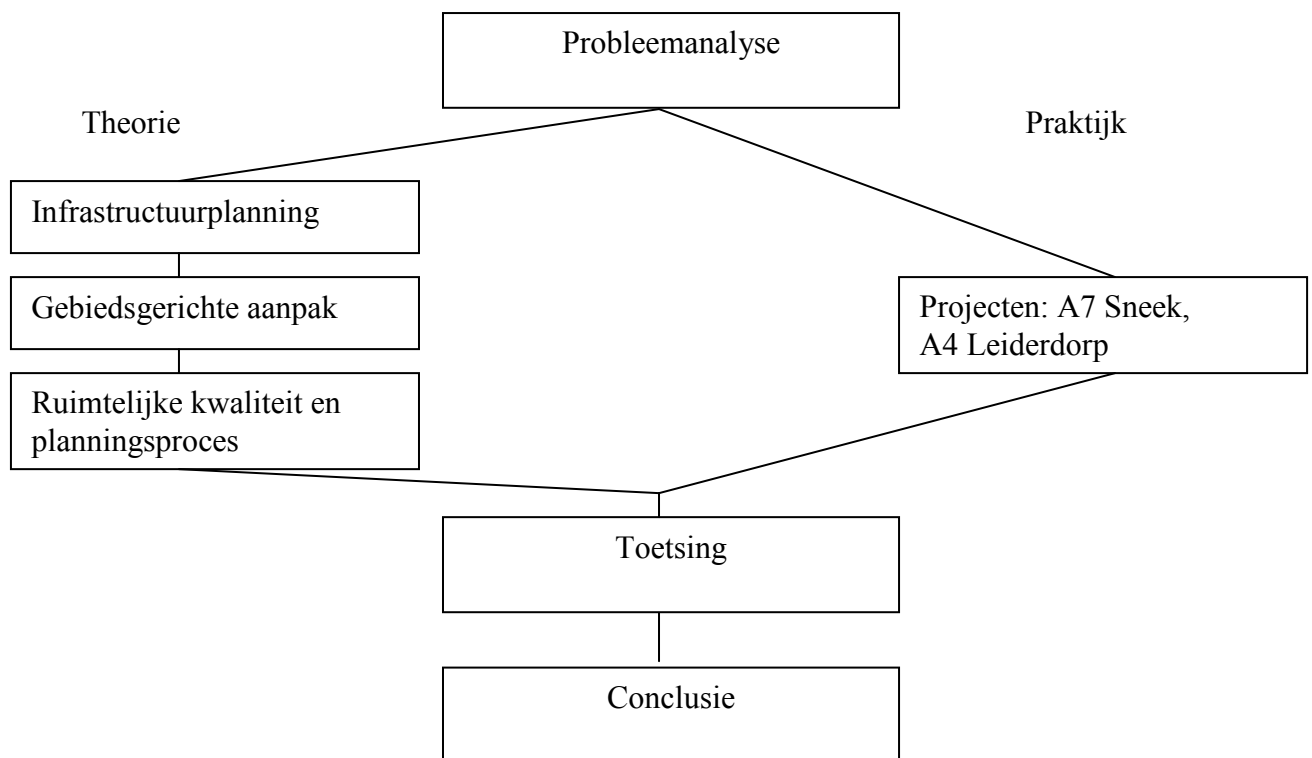 Probleemanalyse
Theorie
Praktijk
Infrastructuurplanning
Gebiedsgerichte aanpak
Projecten: A7 Sneek,
A4 Leiderdorp
Ruimtelijke kwaliteit en
planningsproces
Toetsing
Conclusie